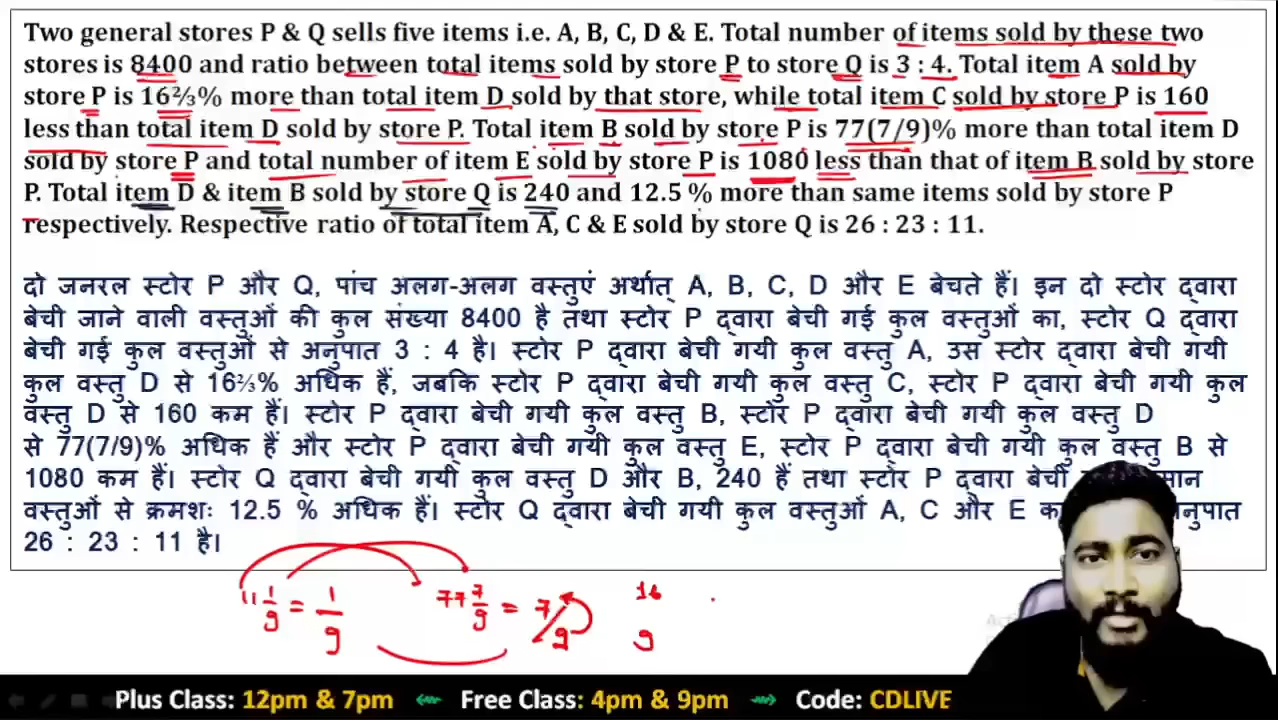 Two general stores P & Q sells five items i.e. A, B, C, D & E. Total number of items sold by these two
stores is 8400 and ratio between total items sold by store P to store Q is 3 : 4. Total item A sold by
store P is 16⅔% more than total item D sold by that store, while total item C sold by store P is 160
less than total item D sold by store P. Total item B sold by store P is 77(7/9)% more than total item D
sold by store P and total number of item E sold by store P is 1080 less than that of item B sold by store
P. Total item D & item B sold by store Q is 240 and 12.5 % more than same items sold by store P
respectively. Respective ratio of total item A, C & E sold by store Q is 26 : 23 : 11.
दो जनरल स्टोर P और Q, पांच अलग-अलग वस्तुएं अर्थात् A, B, C, D और E बेचते हैं। इन दो स्टोर द्वारा
बेची जाने वाली वस्तुओं की कुल संख्या 8400 है तथा स्टोर P द्वारा बेची गई कुल वस्तुओं का, स्टोर Q द्वारा
बेची गई कुल वस्तुओं से अनुपात 3 : 4 है। स्टोर P द्वारा बेची गयी कुल वस्तु A, उस स्टोर द्वारा बेची गयी
कुल वस्तु D से 16⅔% अधिक हैं, जबकि स्टोर P द्वारा बेची गयी कुल वस्तु C, स्टोर P द्वारा बेची गयी कुल
वस्तु D से 160 कम हैं। स्टोर P द्वारा बेची गयी कुल वस्तु B, स्टोर P द्वारा बेची गयी कुल वस्तु D
से 77(7/9)% अधिक हैं और स्टोर P द्वारा बेची गयी कुल वस्तु E, स्टोर P द्वारा बेची गयी कुल वस्तु B से
1080 कम हैं। स्टोर Q द्वारा बेची गयी कुल वस्तु D और B, 240 हैं तथा स्टोर P द्वारा बेची
वस्तुओं से क्रमशः 12.5 % अधिक हैं। स्टोर Q द्वारा बेची गयी कुल वस्तुओं A, C और E
26 : 23 : 11 है।
11 1/9 = 1/9 77 7/9 = 7/9 16
9
Plus Class: 12pm & 7pm Free Class: 4pm & 9pm Code: CDLIVE